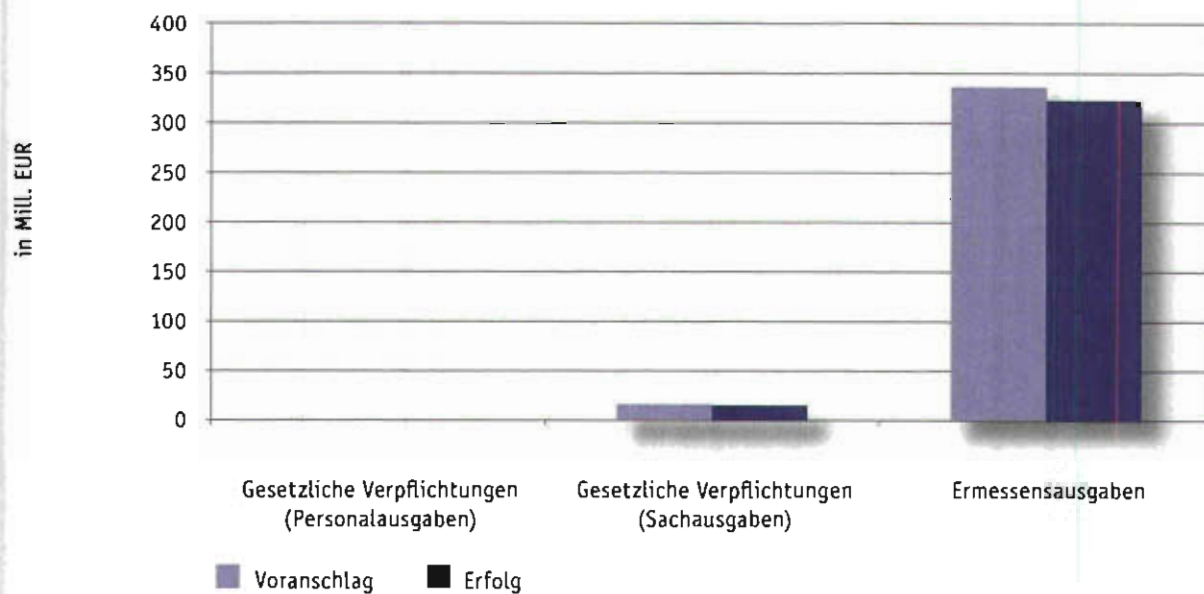 in Mill. EUR
400
350
300
250
200
150
100
50
0
Gesetzliche Verpflichtungen
(Personalausgaben)
Gesetzliche Verpflichtungen
(Sachausgaben)
Ermessensausgaben
Voranschlag
Erfolg